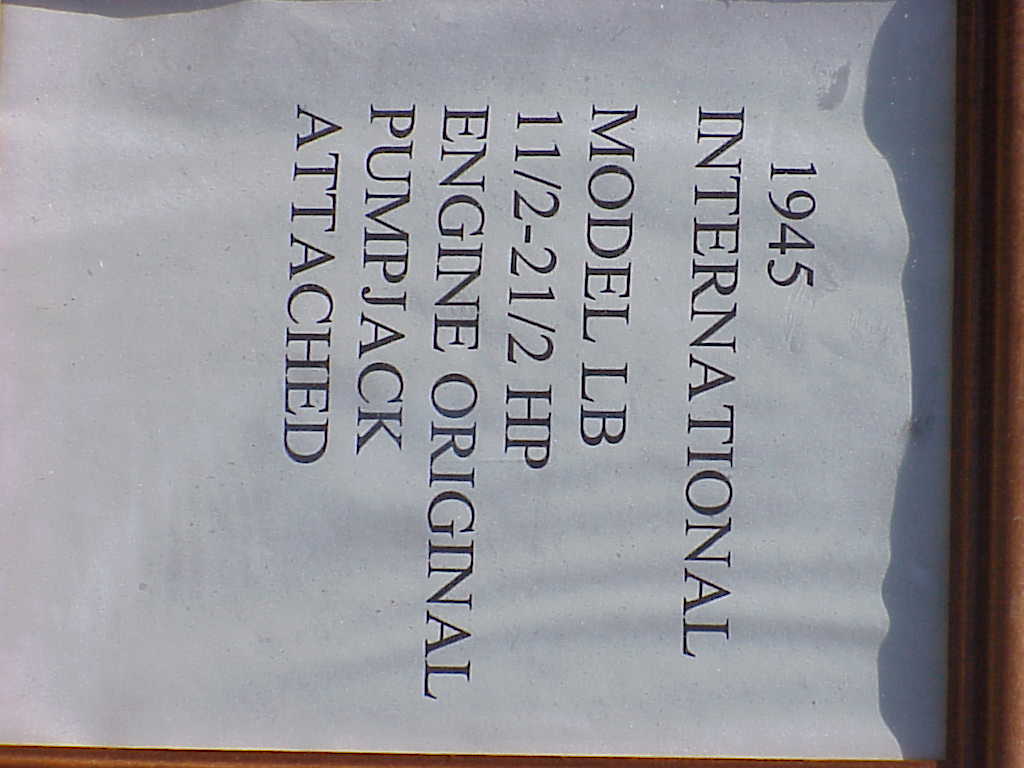 1945
INTERNATIONAL
MODEL LB
11/2-21/2 HP
ENGINE ORIGINAL
PUMPJACK
ATTACHED